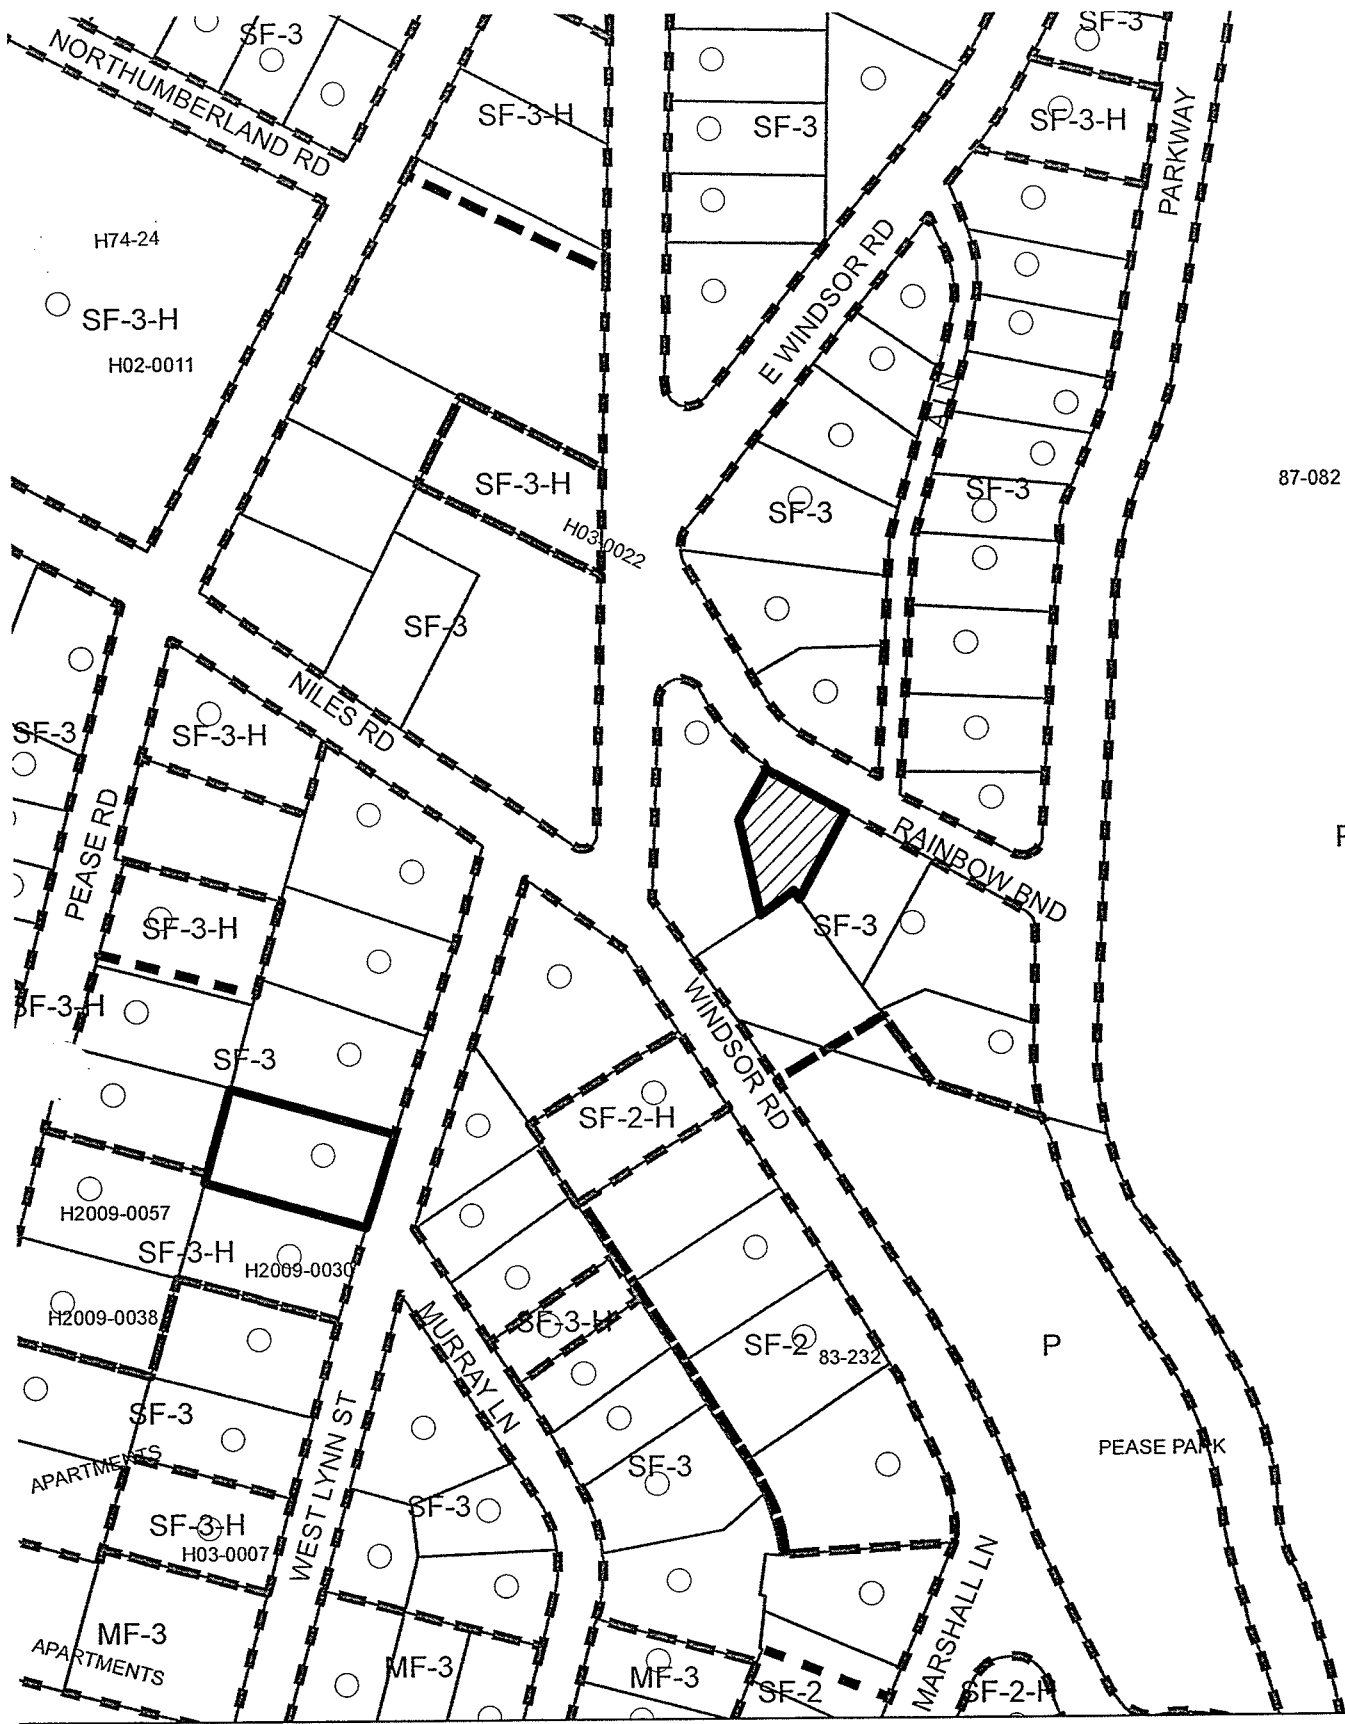 SF-3
SF-3
NORTHUMBERLAND RD
SF-3-H
SF-3
SF-3-H
PARKWAY
H74-24
SF-3-H
H02-0011
E WINDSOR RD
A LN
SF-3-H
H03-0022
SF-3
SF-3
87-082
SF-3
NILES RD
SF-3
SF-3-H
PEASE RD
RAINBOW BND
P
SF-3-H
SF-3
SF-3-H
WINDSOR RD
SF-3
SF-2-H
H2009-0057
SF-3-H
H2009-0030
H2009-0038
MURRAY LN
SF-3-H
SF-2
83-232
P
SF-3
WEST LYNN ST
PEASE PARK
APARTMENTS
SF-3
SF-3
SF-3-H
H03-0007
MARSHALL LN
MF-3
APARTMENTS
MF-3
MF-3
SF-2
SF-2-H